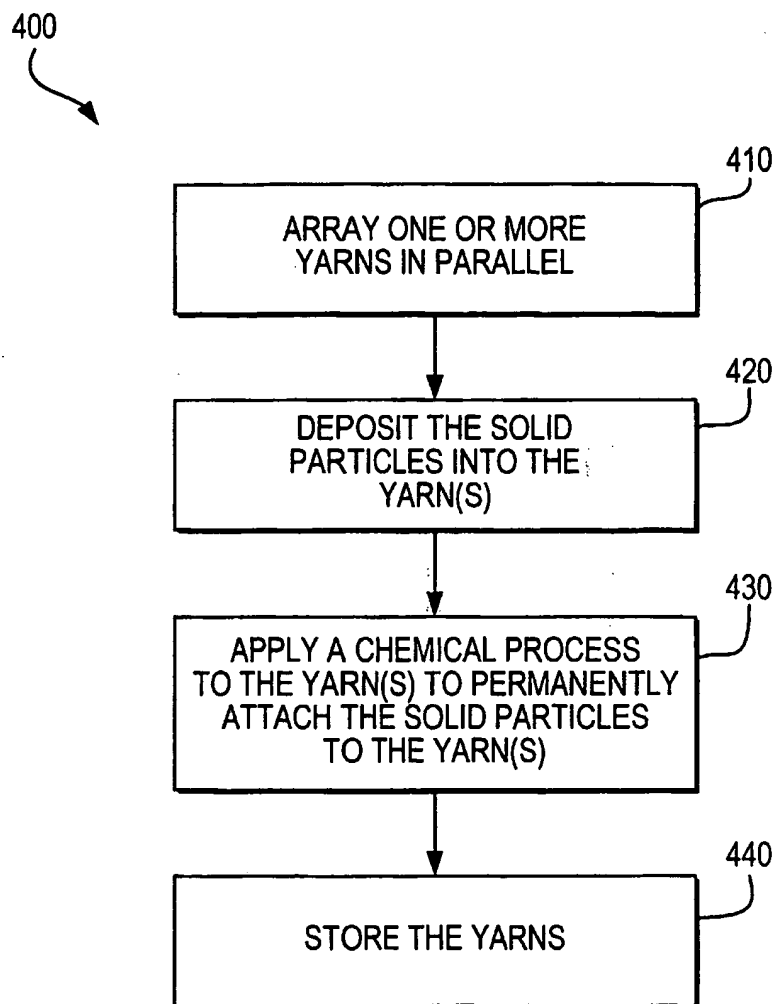 400
410
ARRAY ONE OR MORE
YARNS IN PARALLEL
420
DEPOSIT THE SOLID
PARTICLES INTO THE
YARN(S)
430
APPLY A CHEMICAL PROCESS
TO THE YARN(S) TO PERMANENTLY
ATTACH THE SOLID PARTICLES
TO THE YARN(S)
440
STORE THE YARNS